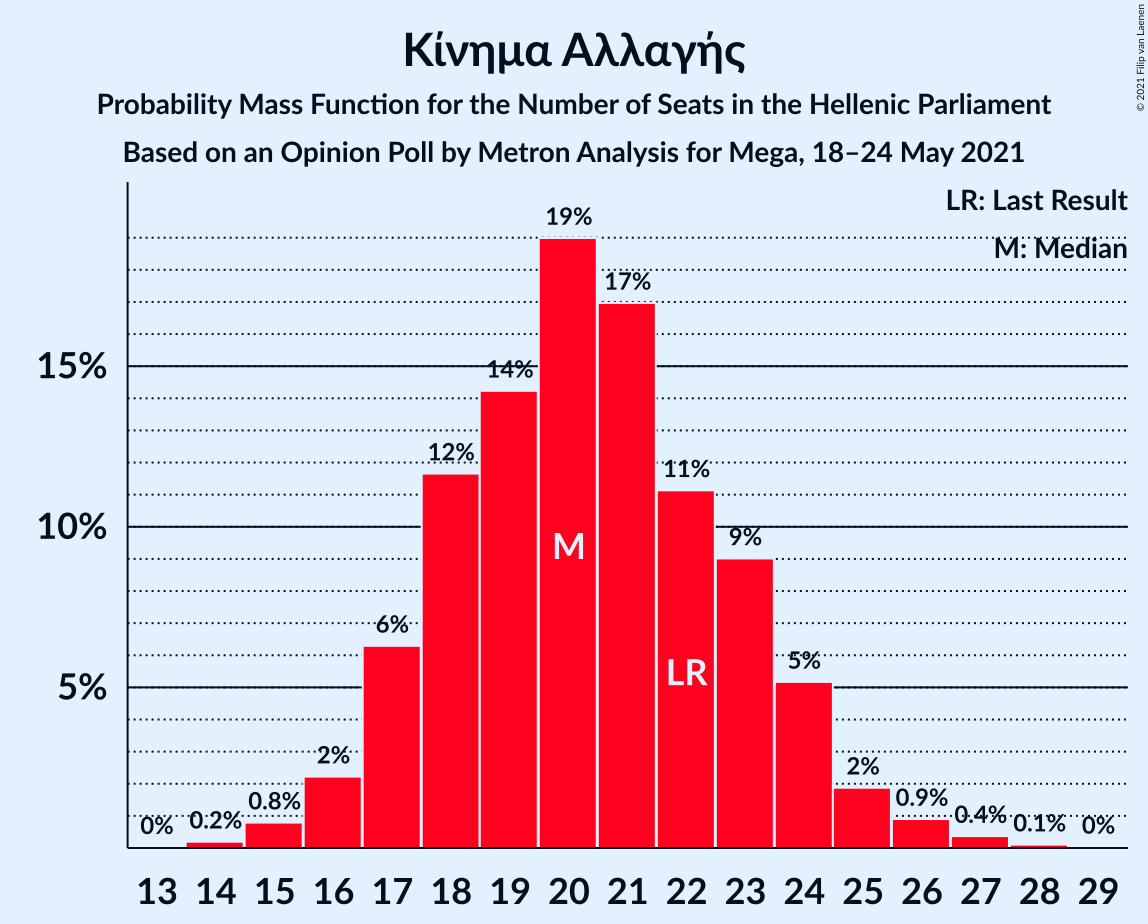 Κίνημα Αλλαγής
Probability Mass Function for the Number of Seats in the Hellenic Parliament
Based on an Opinion Poll by Metron Analysis for Mega, 18–24 May 2021
© 2021 Filip van Laenen
LR: Last Result
M: Median
15%
10%
5%
0%
0.2%
0.8%
2%
6%
12%
14%
19%
17%
11%
9%
5%
2%
0.9%
0.4%
0.1%
0%
M
LR
13 14 15 16 17 18 19 20 21 22 23 24 25 26 27 28 29